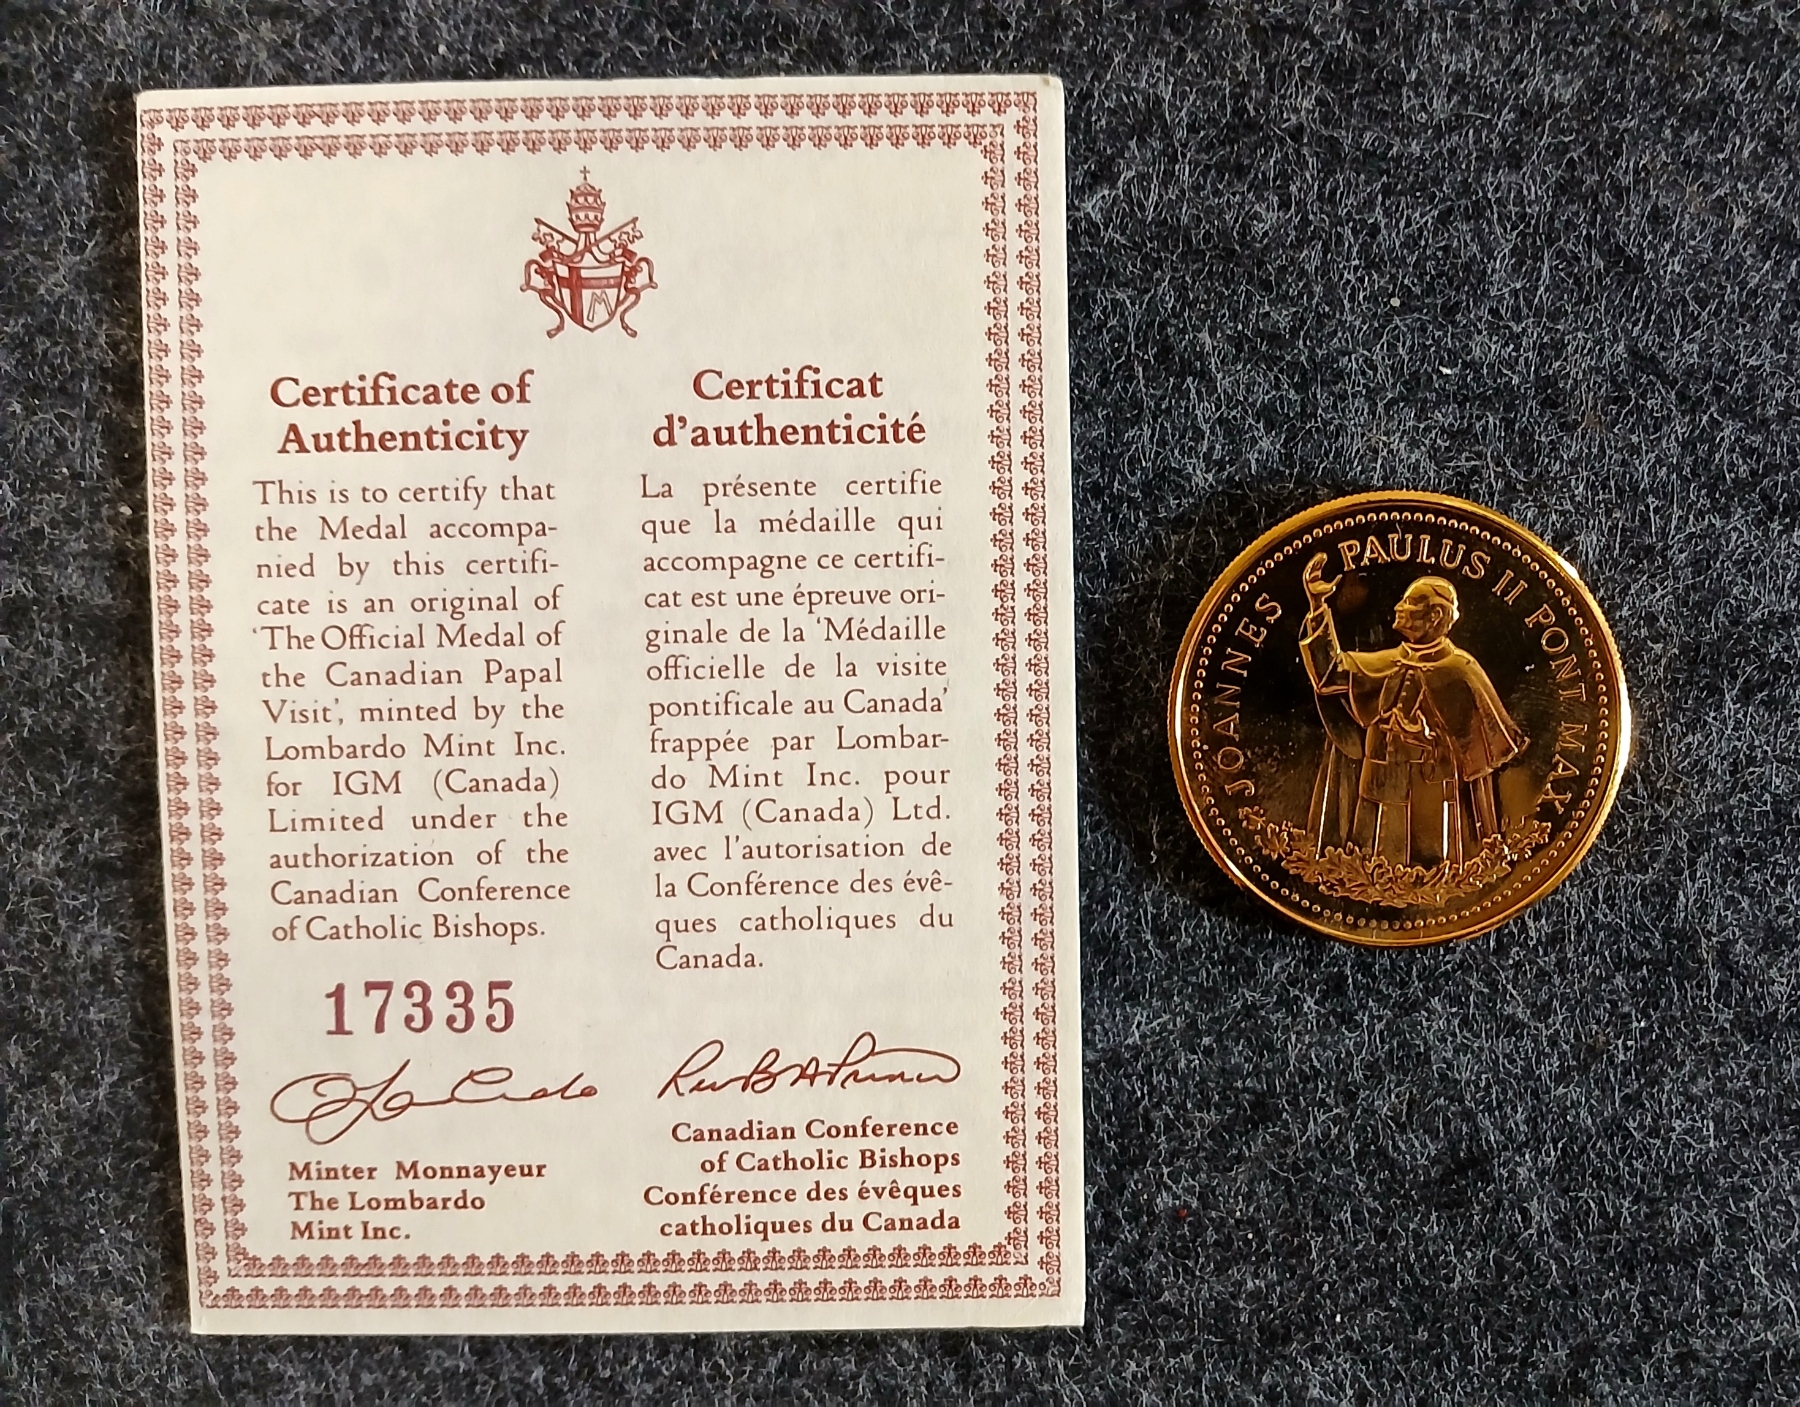 Certificate of
Authenticity
This is to certify that
the Medal accompa-
nied by this certifi-
cate is an original of
'The Official Medal of
the Canadian Papal
Visit', minted by the
Lombardo Mint Inc.
for IGM (Canada)
Limited under the
authorization of the
Canadian Conference
of Catholic Bishops.
17335
Minter Monnayeur
The Lombardo
Mint Inc.
Certificat
d'authenticité
La présente certifie
que la médaille qui
accompagne ce certifi-
cat est une épreuve ori-
ginale de la 'Médaille
officielle de la visite
pontificale au Canada'
frappée par Lombar-
do Mint Inc. pour
IGM (Canada) Ltd.
avec l'autorisation de
la Conférence des évê-
ques catholiques du
Canada.
Canadian Conference
of Catholic Bishops
Conférence des évêques
catholiques du Canada
JOANNES PAULUS II PONT MAX